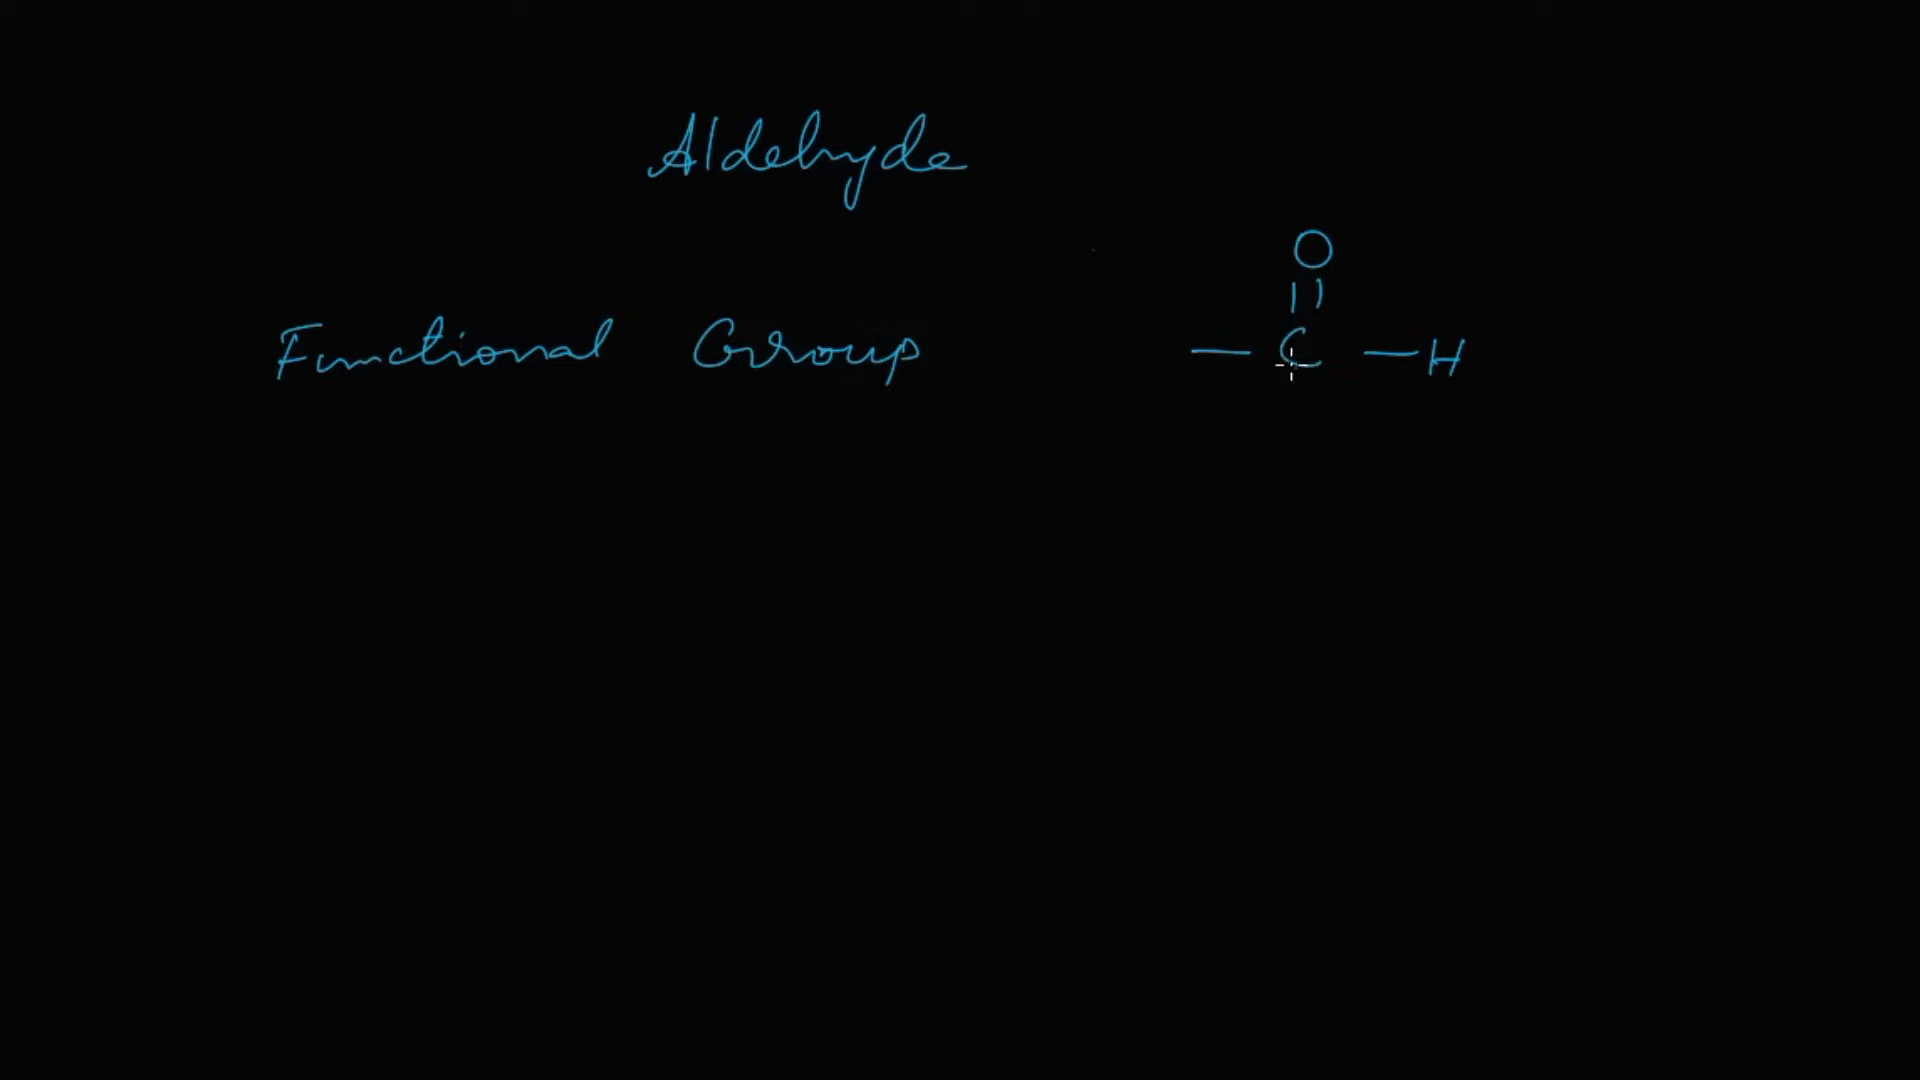 Aldehyde
O
||
Functional Group — C — H